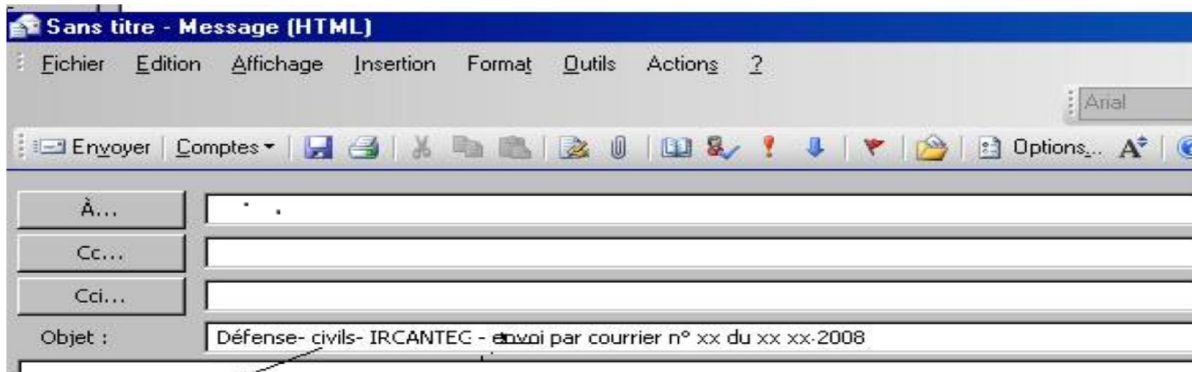 Sans titre - Message (HTML)
Fichier Edition Affichage Insertion Format Outils Actions ?
Arial
Envoyer Comptes Options... A
À...
Cc...
Cci...
Objet : Défense- civils- IRCANTEC - envoi par courrier n° xx du xx xx-2008